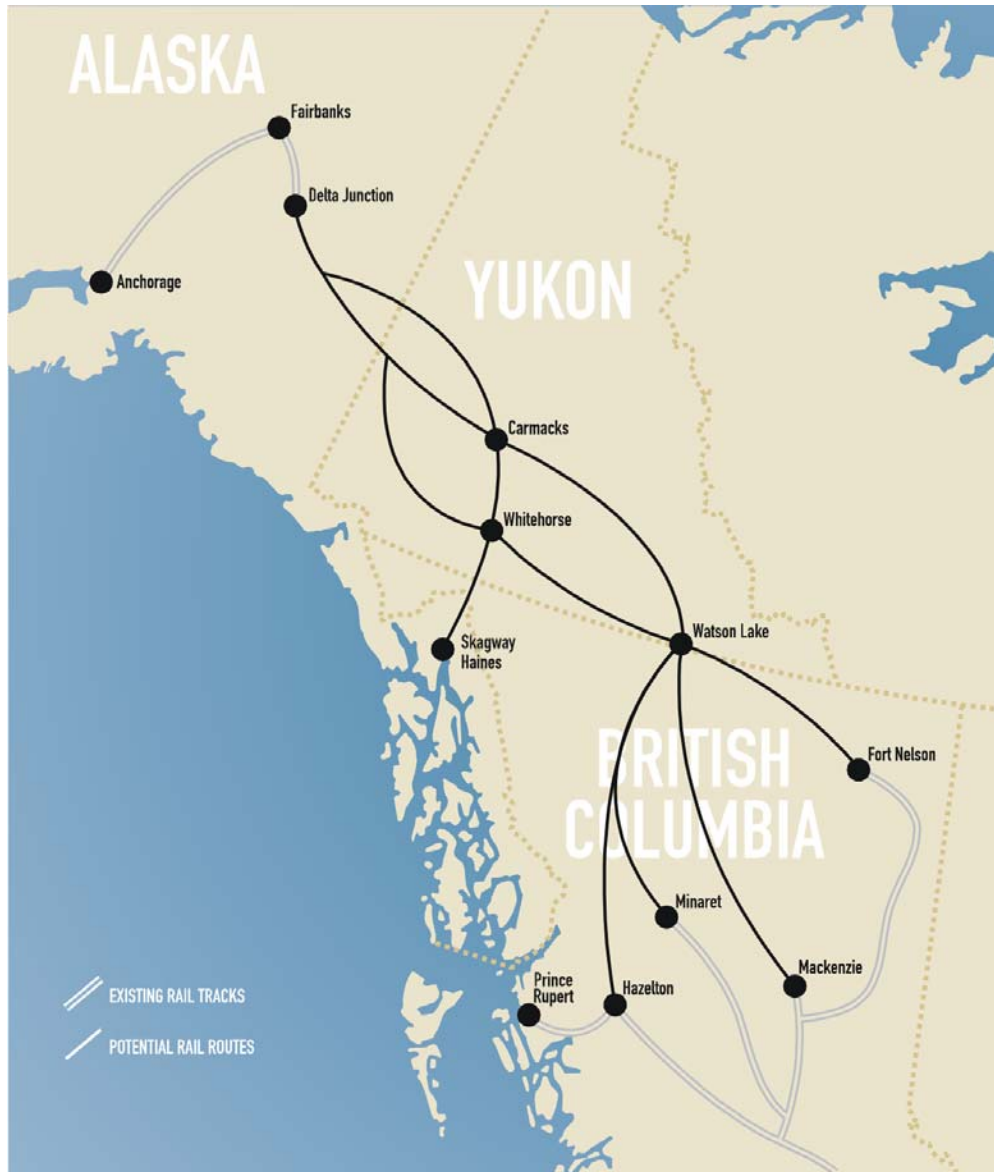 ALASKA
Fairbanks
Delta Junction
Anchorage
YUKON
Carmacks
Whitehorse
Watson Lake
Skagway
Haines
BRITISH
COLUMBIA
Fort Nelson
Minaret
Mackenzie
Prince
Rupert
Hazelton
EXISTING RAIL TRACKS
POTENTIAL RAIL ROUTES